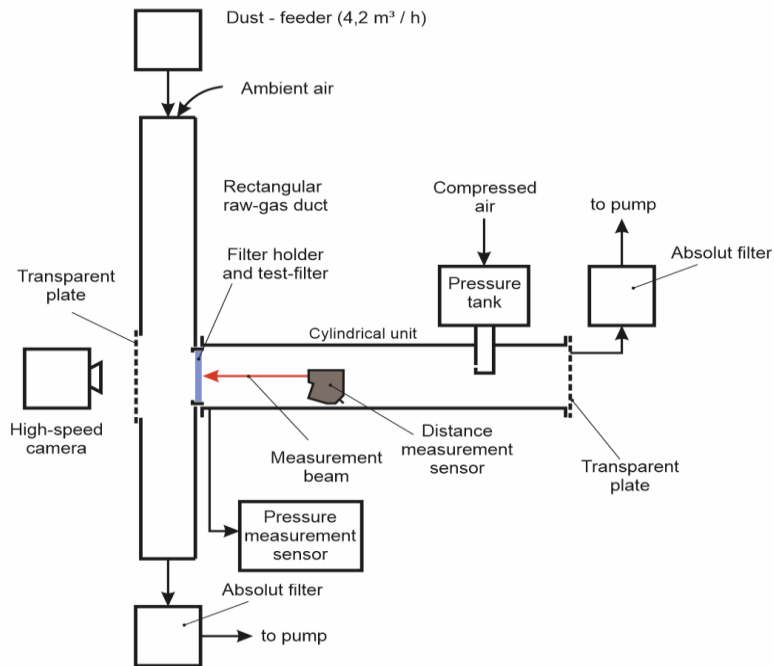 Dust - feeder (4,2 m³ / h)
Ambient air
Rectangular
raw-gas duct
Compressed
air
to pump
Absolut filter
Filter holder
and test-filter
Transparent
plate
Pressure
tank
Cylindrical unit
High-speed
camera
Measurement
beam
Distance
measurement
sensor
Transparent
plate
Pressure
measurement
sensor
Absolut filter
to pump